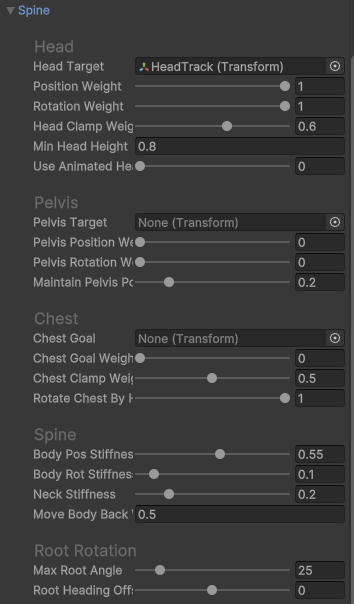 Spine
Head
Head Target HeadTrack (Transform)
Position Weight 1
Rotation Weight 1
Head Clamp Weig 0.6
Min Head Height 0.8
Use Animated Hea 0
Pelvis
Pelvis Target None (Transform)
Pelvis Position We 0
Pelvis Rotation W 0
Maintain Pelvis Po 0.2
Chest
Chest Goal None (Transform)
Chest Goal Weigh 0
Chest Clamp Weig 0.5
Rotate Chest By H 1
Spine
Body Pos Stiffnes 0.55
Body Rot Stiffnes 0.1
Neck Stiffness 0.2
Move Body Back 0.5
Root Rotation
Max Root Angle 25
Root Heading Offs 0